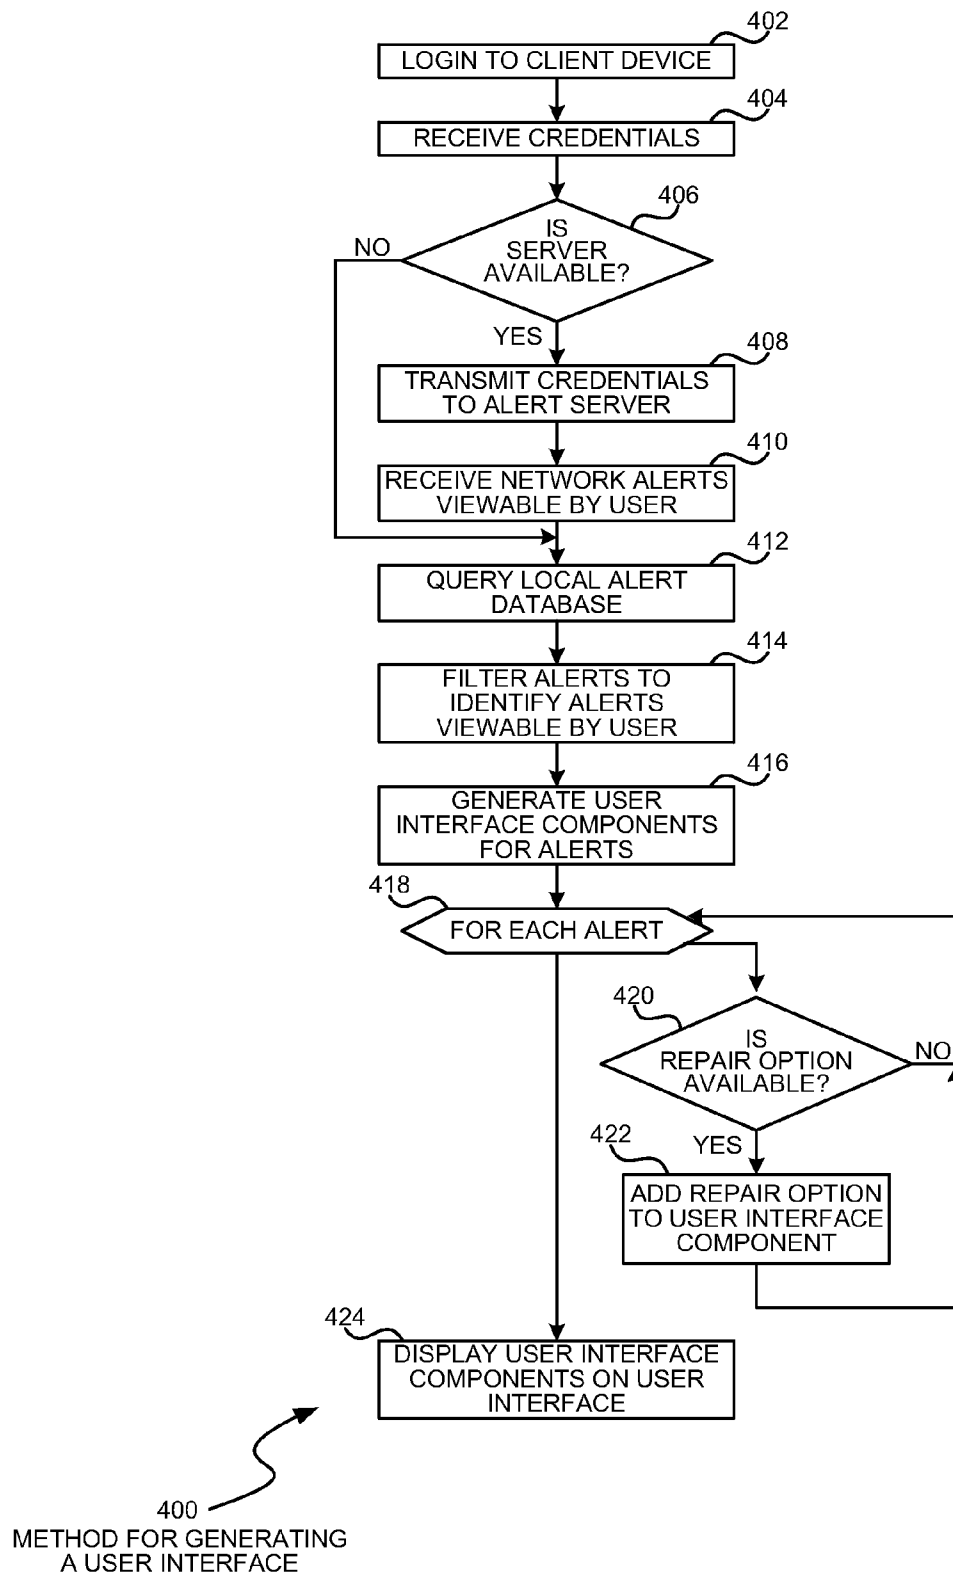 402
LOGIN TO CLIENT DEVICE
404
RECEIVE CREDENTIALS
406
IS
SERVER
AVAILABLE?
NO
YES
408
TRANSMIT CREDENTIALS
TO ALERT SERVER
410
RECEIVE NETWORK ALERTS
VIEWABLE BY USER
412
QUERY LOCAL ALERT
DATABASE
414
FILTER ALERTS TO
IDENTIFY ALERTS
VIEWABLE BY USER
416
GENERATE USER
INTERFACE COMPONENTS
FOR ALERTS
418
FOR EACH ALERT
420
IS
REPAIR OPTION
AVAILABLE?
NO
YES
422
ADD REPAIR OPTION
TO USER INTERFACE
COMPONENT
424
DISPLAY USER INTERFACE
COMPONENTS ON USER
INTERFACE
400
METHOD FOR GENERATING
A USER INTERFACE